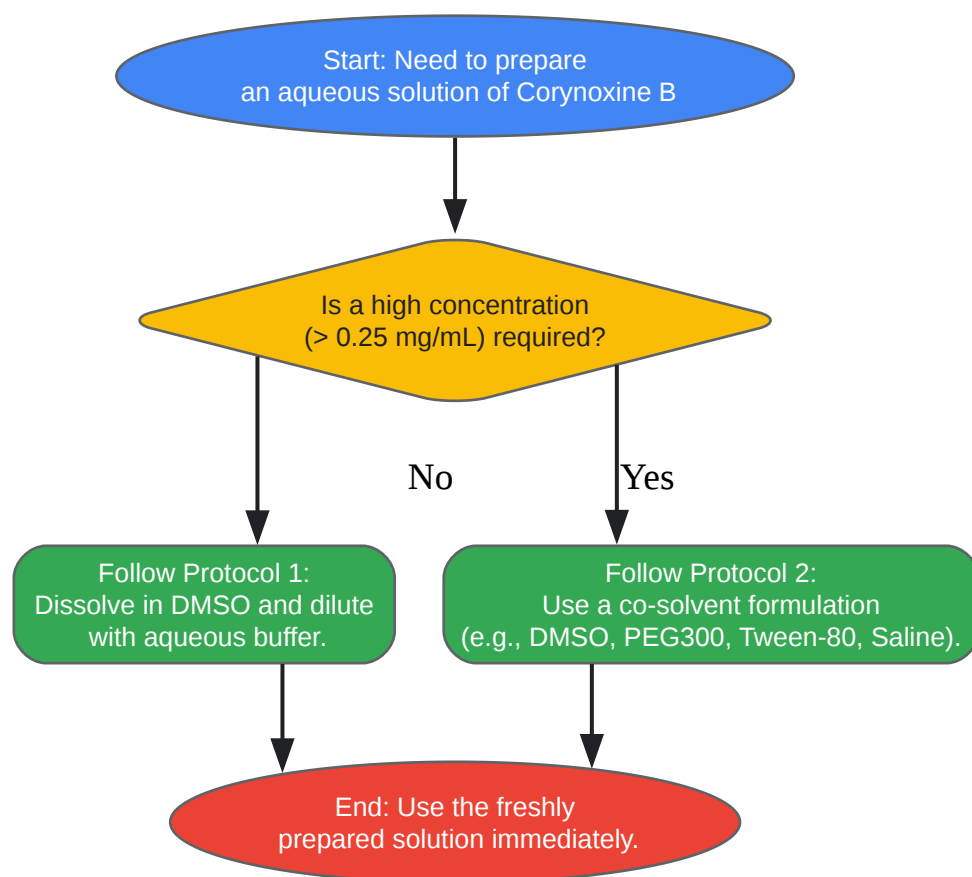 Start: Need to prepare
an aqueous solution of Corynoxine B
Is a high concentration
(> 0.25 mg/mL) required?
No
Yes
Follow Protocol 1:
Dissolve in DMSO and dilute
with aqueous buffer.
Follow Protocol 2:
Use a co-solvent formulation
(e.g., DMSO, PEG300, Tween-80, Saline).
End: Use the freshly
prepared solution immediately.